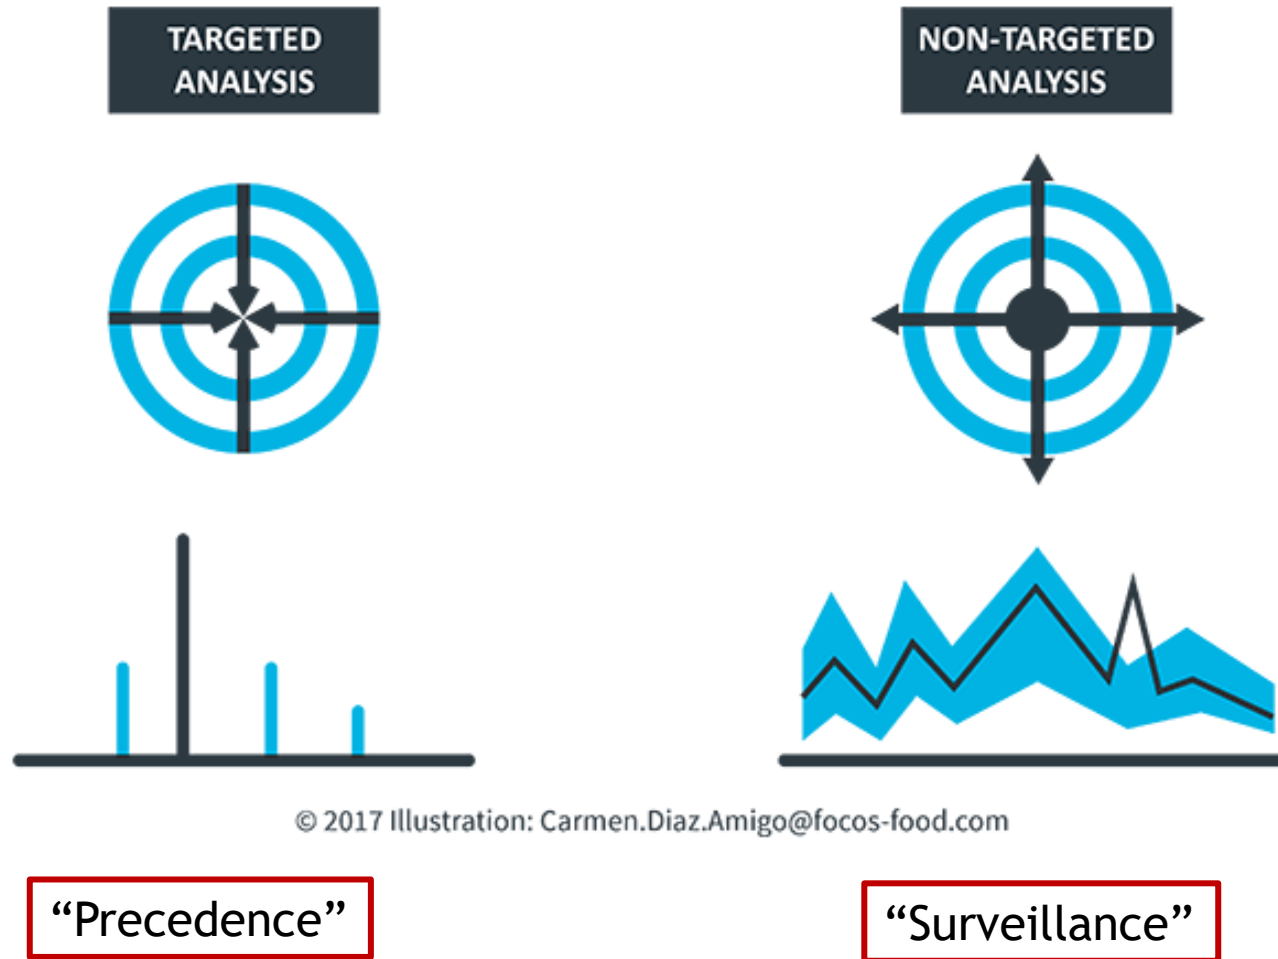 TARGETED
ANALYSIS
NON-TARGETED
ANALYSIS
© 2017 Illustration: Carmen.Diaz.Amigo@focos-food.com
“Precedence”
“Surveillance”